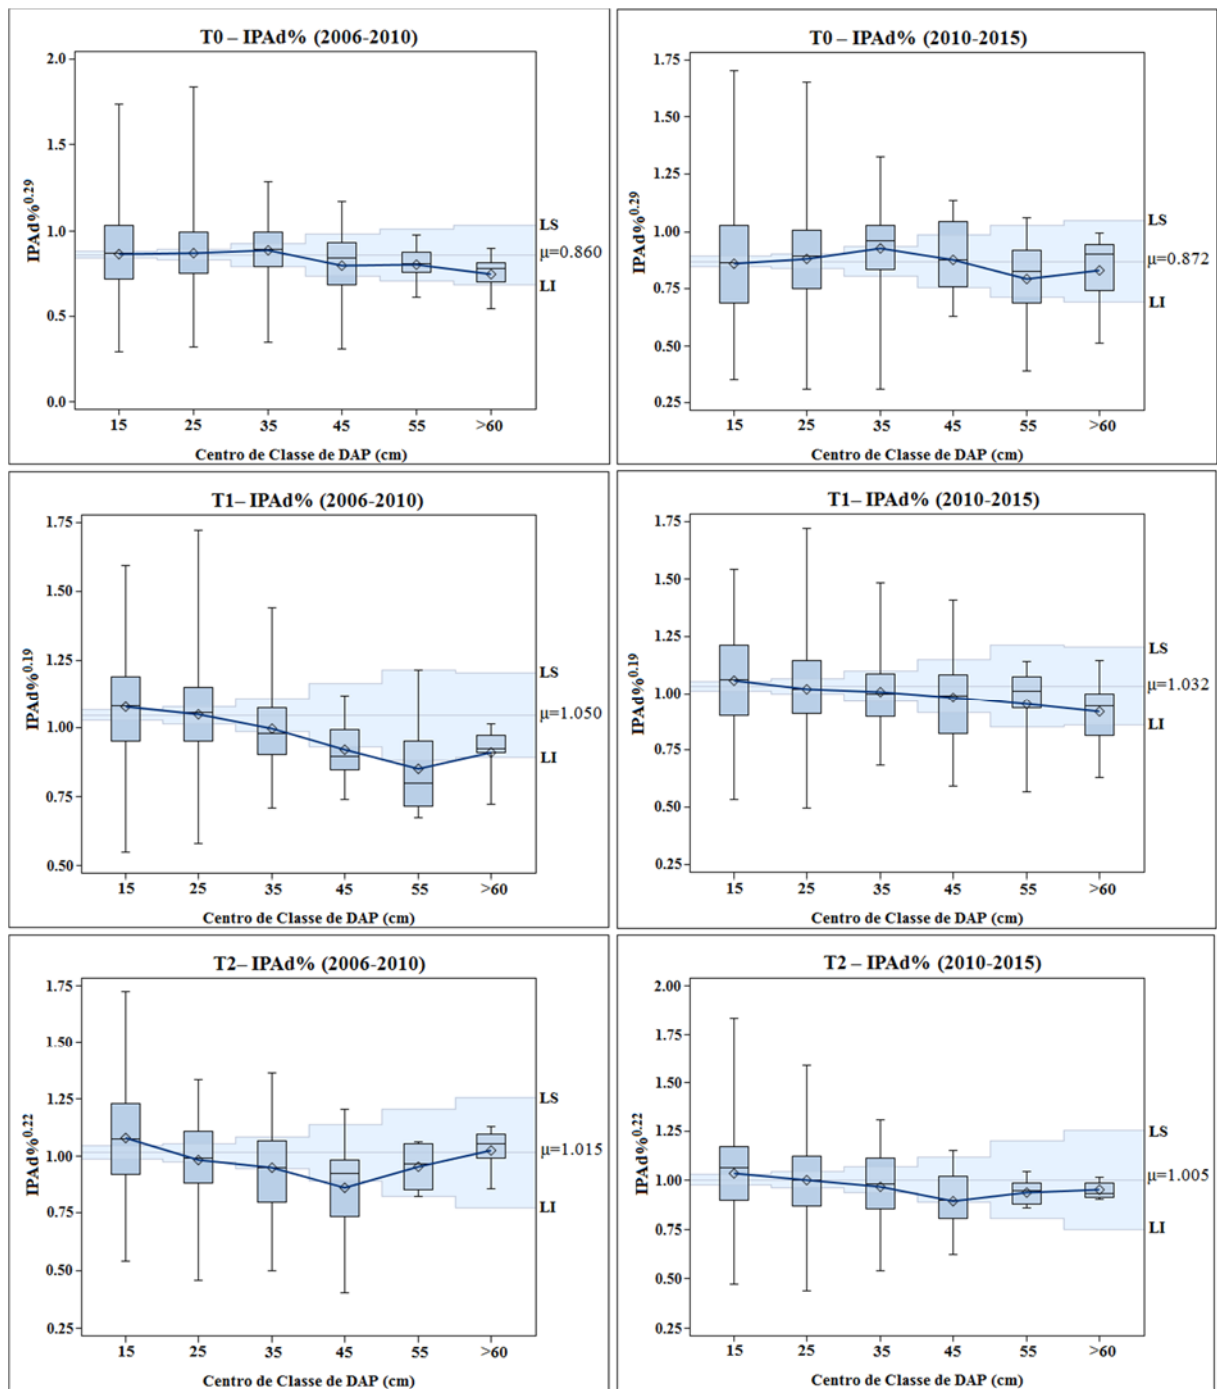 T0 – IPAd% (2006-2010)
IPAd%^0.29
2.0
1.5
1.0
0.5
0.0
LS
μ=0.860
LI
15 25 35 45 55 >60
Centro de Classe de DAP (cm)
T0 – IPAd% (2010-2015)
IPAd%^0.29
1.75
1.50
1.25
1.00
0.75
0.50
0.25
LS
μ=0.872
LI
15 25 35 45 55 >60
Centro de Classe de DAP (cm)
T1– IPAd% (2006-2010)
IPAd%^0.19
1.75
1.50
1.25
1.00
0.75
0.50
LS
μ=1.050
LI
15 25 35 45 55 >60
Centro de Classe de DAP (cm)
T1– IPAd% (2010-2015)
IPAd%^0.19
1.75
1.50
1.25
1.00
0.75
0.50
0.25
LS
μ=1.032
LI
15 25 35 45 55 >60
Centro de Classe de DAP (cm)
T2– IPAd% (2006-2010)
IPAd%^0.22
1.75
1.50
1.25
1.00
0.75
0.50
0.25
LS
μ=1.015
LI
15 25 35 45 55 >60
Centro de Classe de DAP (cm)
T2 – IPAd% (2010-2015)
IPAd%^0.22
2.00
1.75
1.50
1.25
1.00
0.75
0.50
0.25
LS
μ=1.005
LI
15 25 35 45 55 >60
Centro de Classe de DAP (cm)